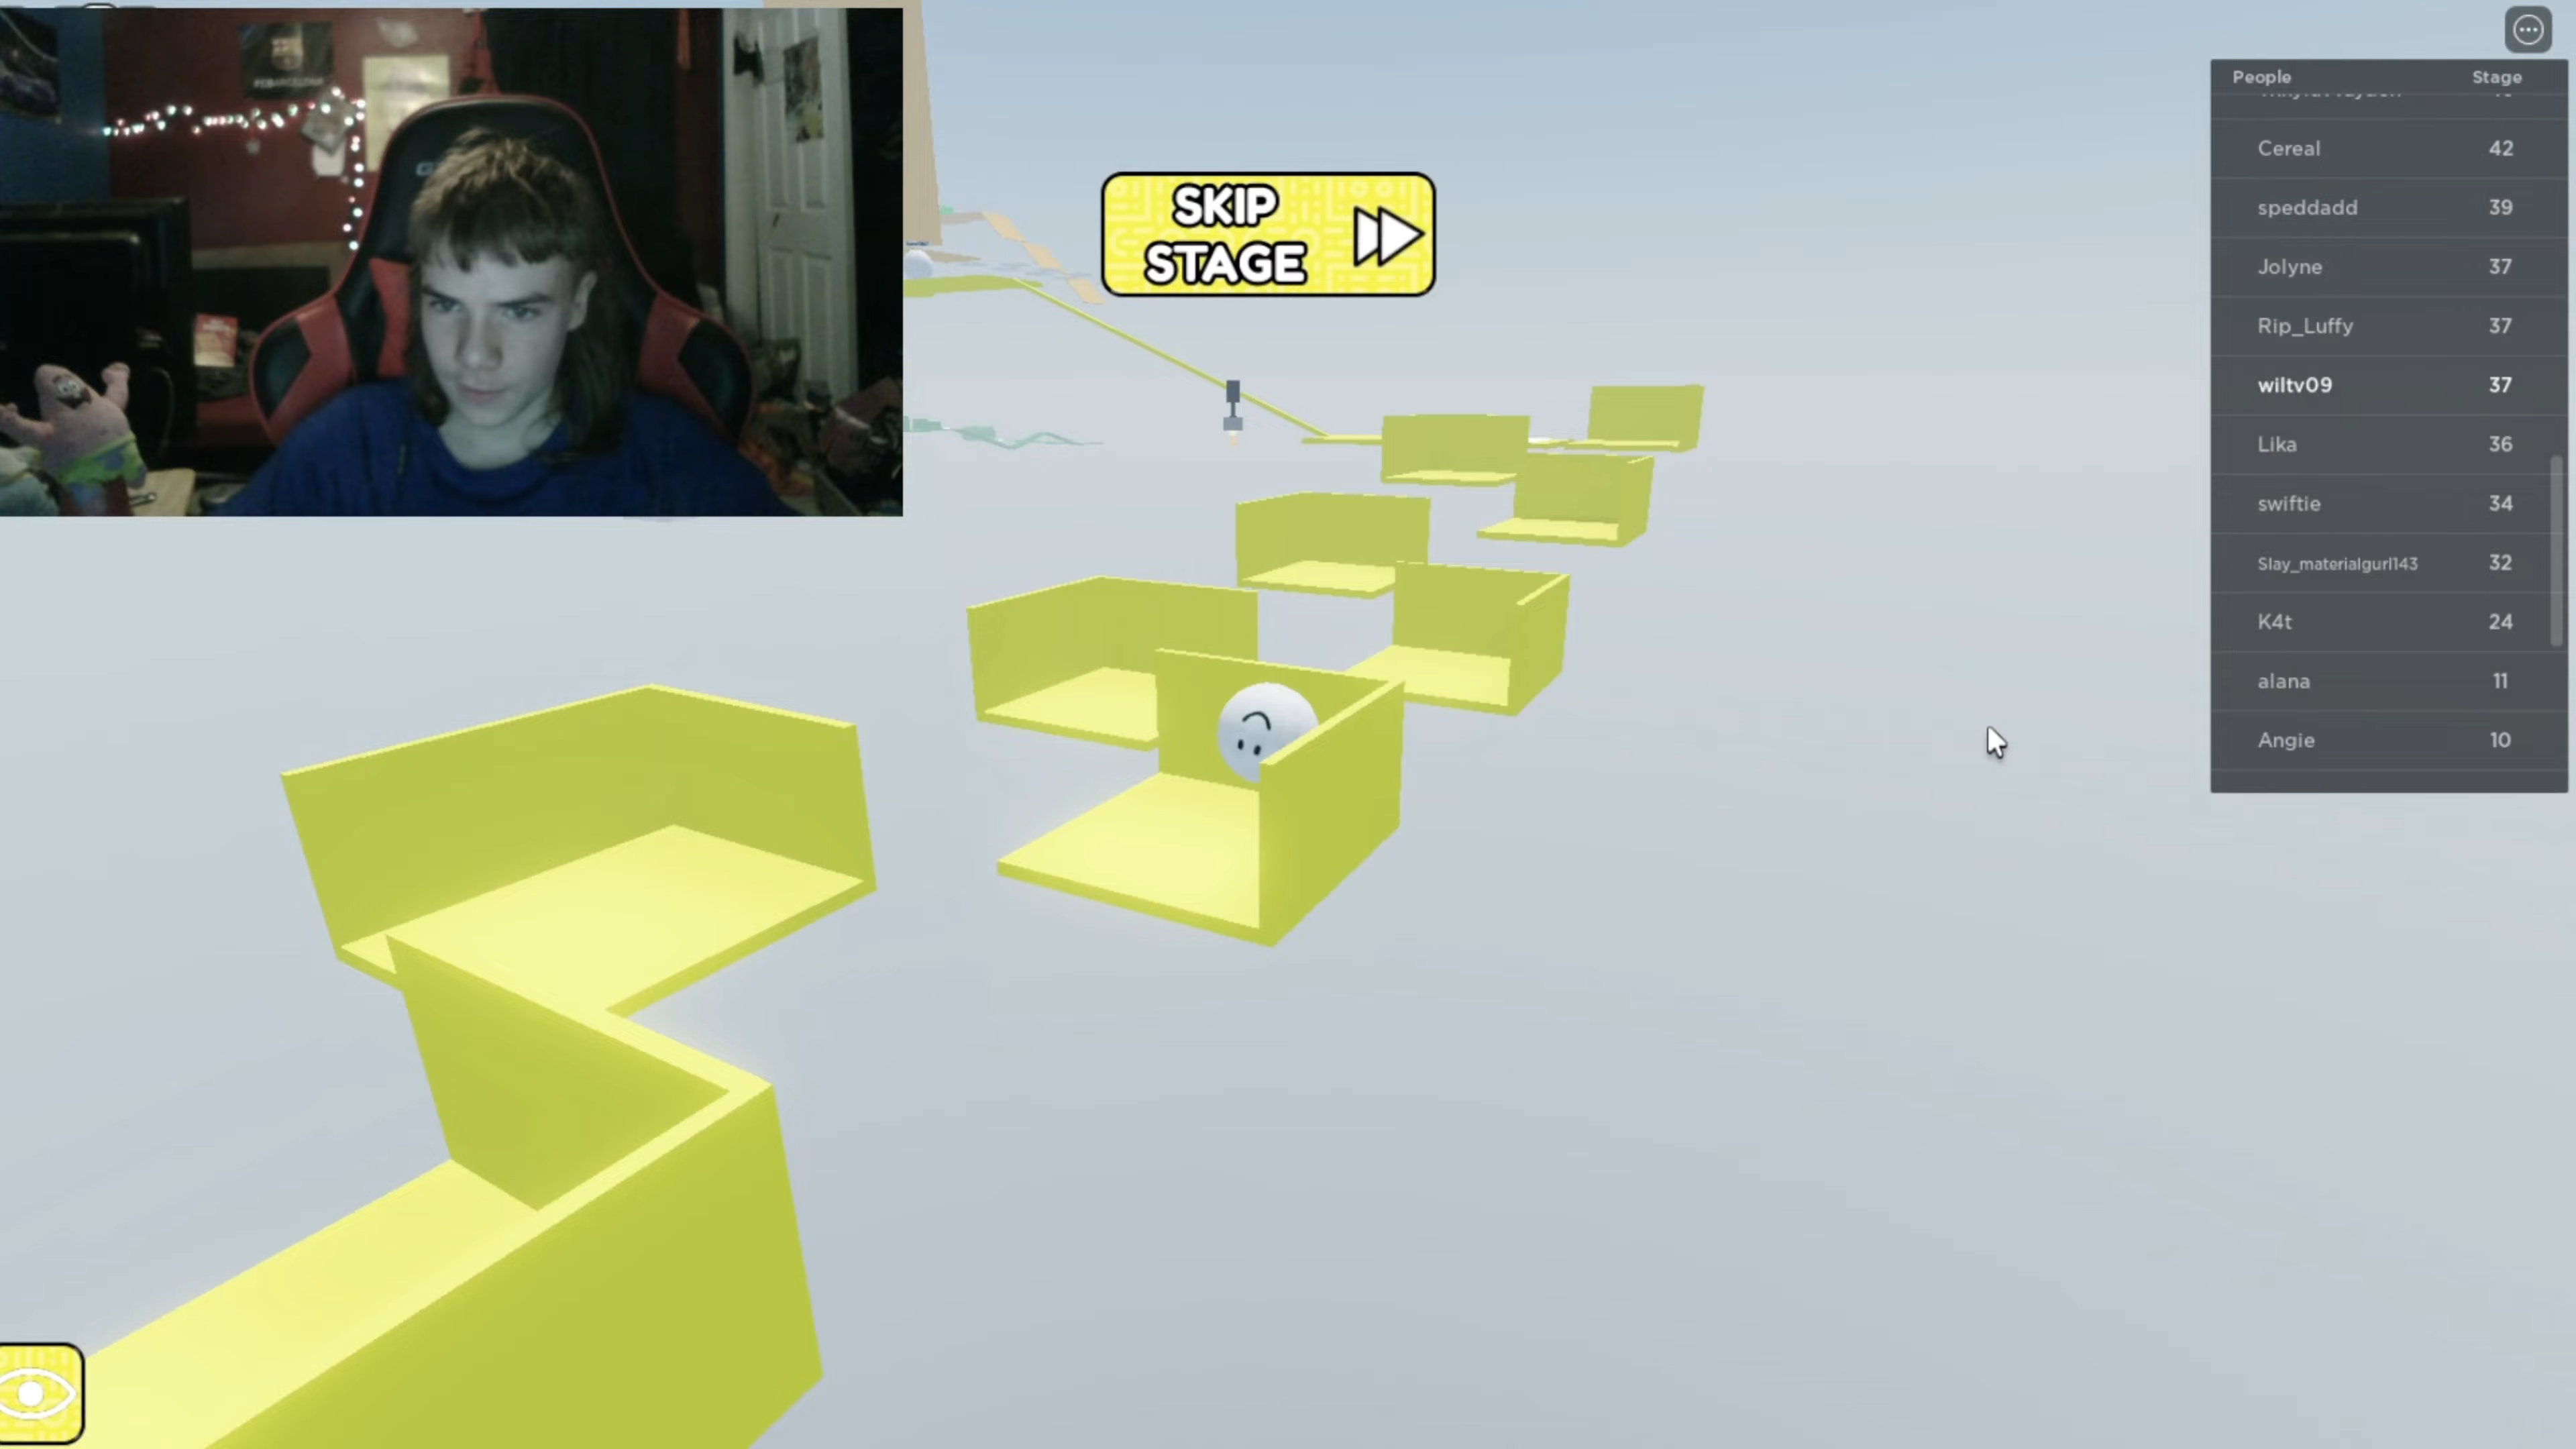 FCBARCELONA
SKIP
STAGE
People Stage
Cereal 42
speddadd 39
Jolyne 37
Rip_Luffy 37
wiltv09 37
Lika 36
swiftie 34
Slay_materialgurl143 32
K4t 24
alana 11
Angie 10